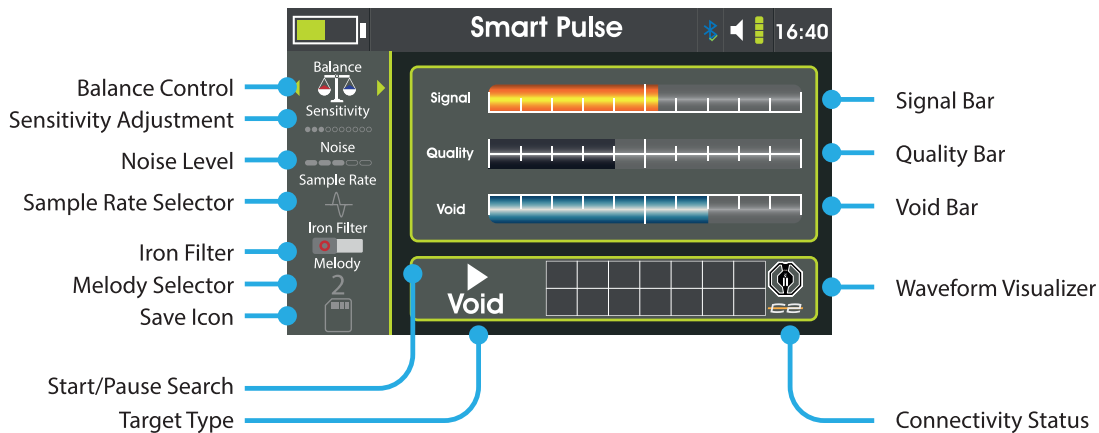 Smart Pulse
16:40
Balance
Sensitivity
Noise
Sample Rate
Iron Filter
Melody
2
Signal
Quality
Void
Void
Balance Control
Sensitivity Adjustment
Noise Level
Sample Rate Selector
Iron Filter
Melody Selector
Save Icon
Start/Pause Search
Target Type
Signal Bar
Quality Bar
Void Bar
Waveform Visualizer
Connectivity Status